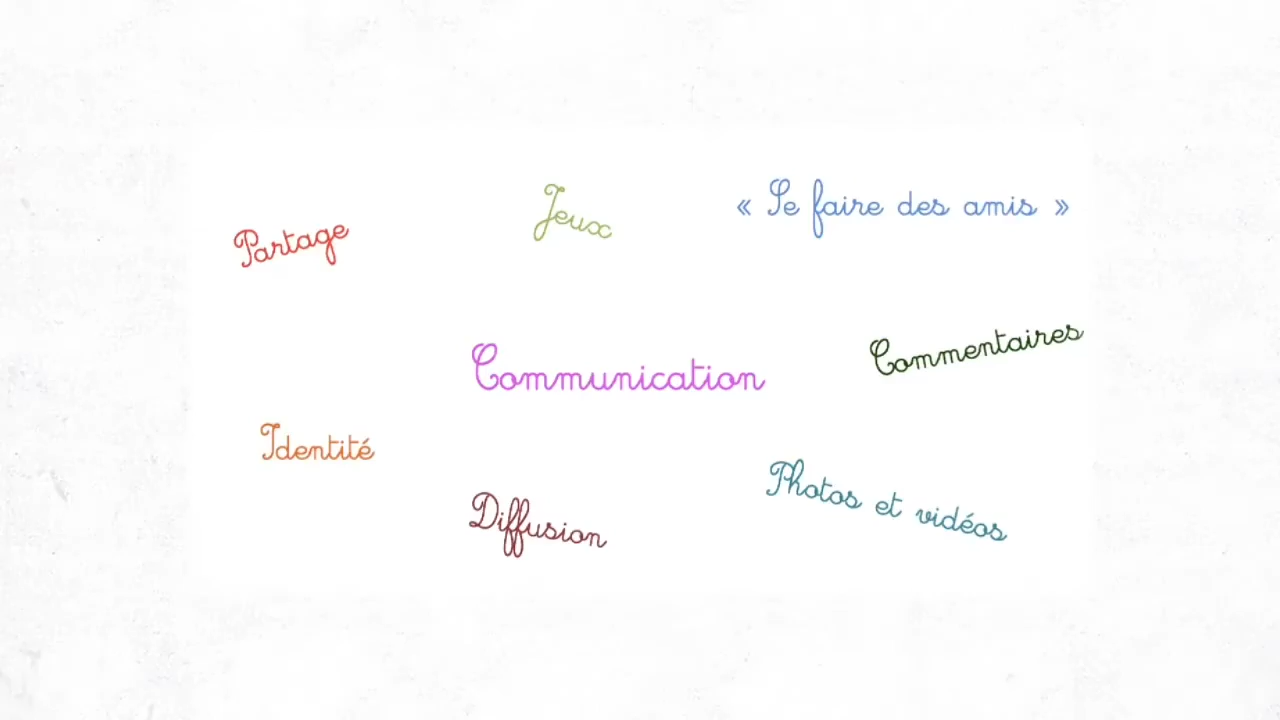 Partage
Jeux
« Se faire des amis »
Communication
Commentaires
Identité
Diffusion
Photos et vidéos